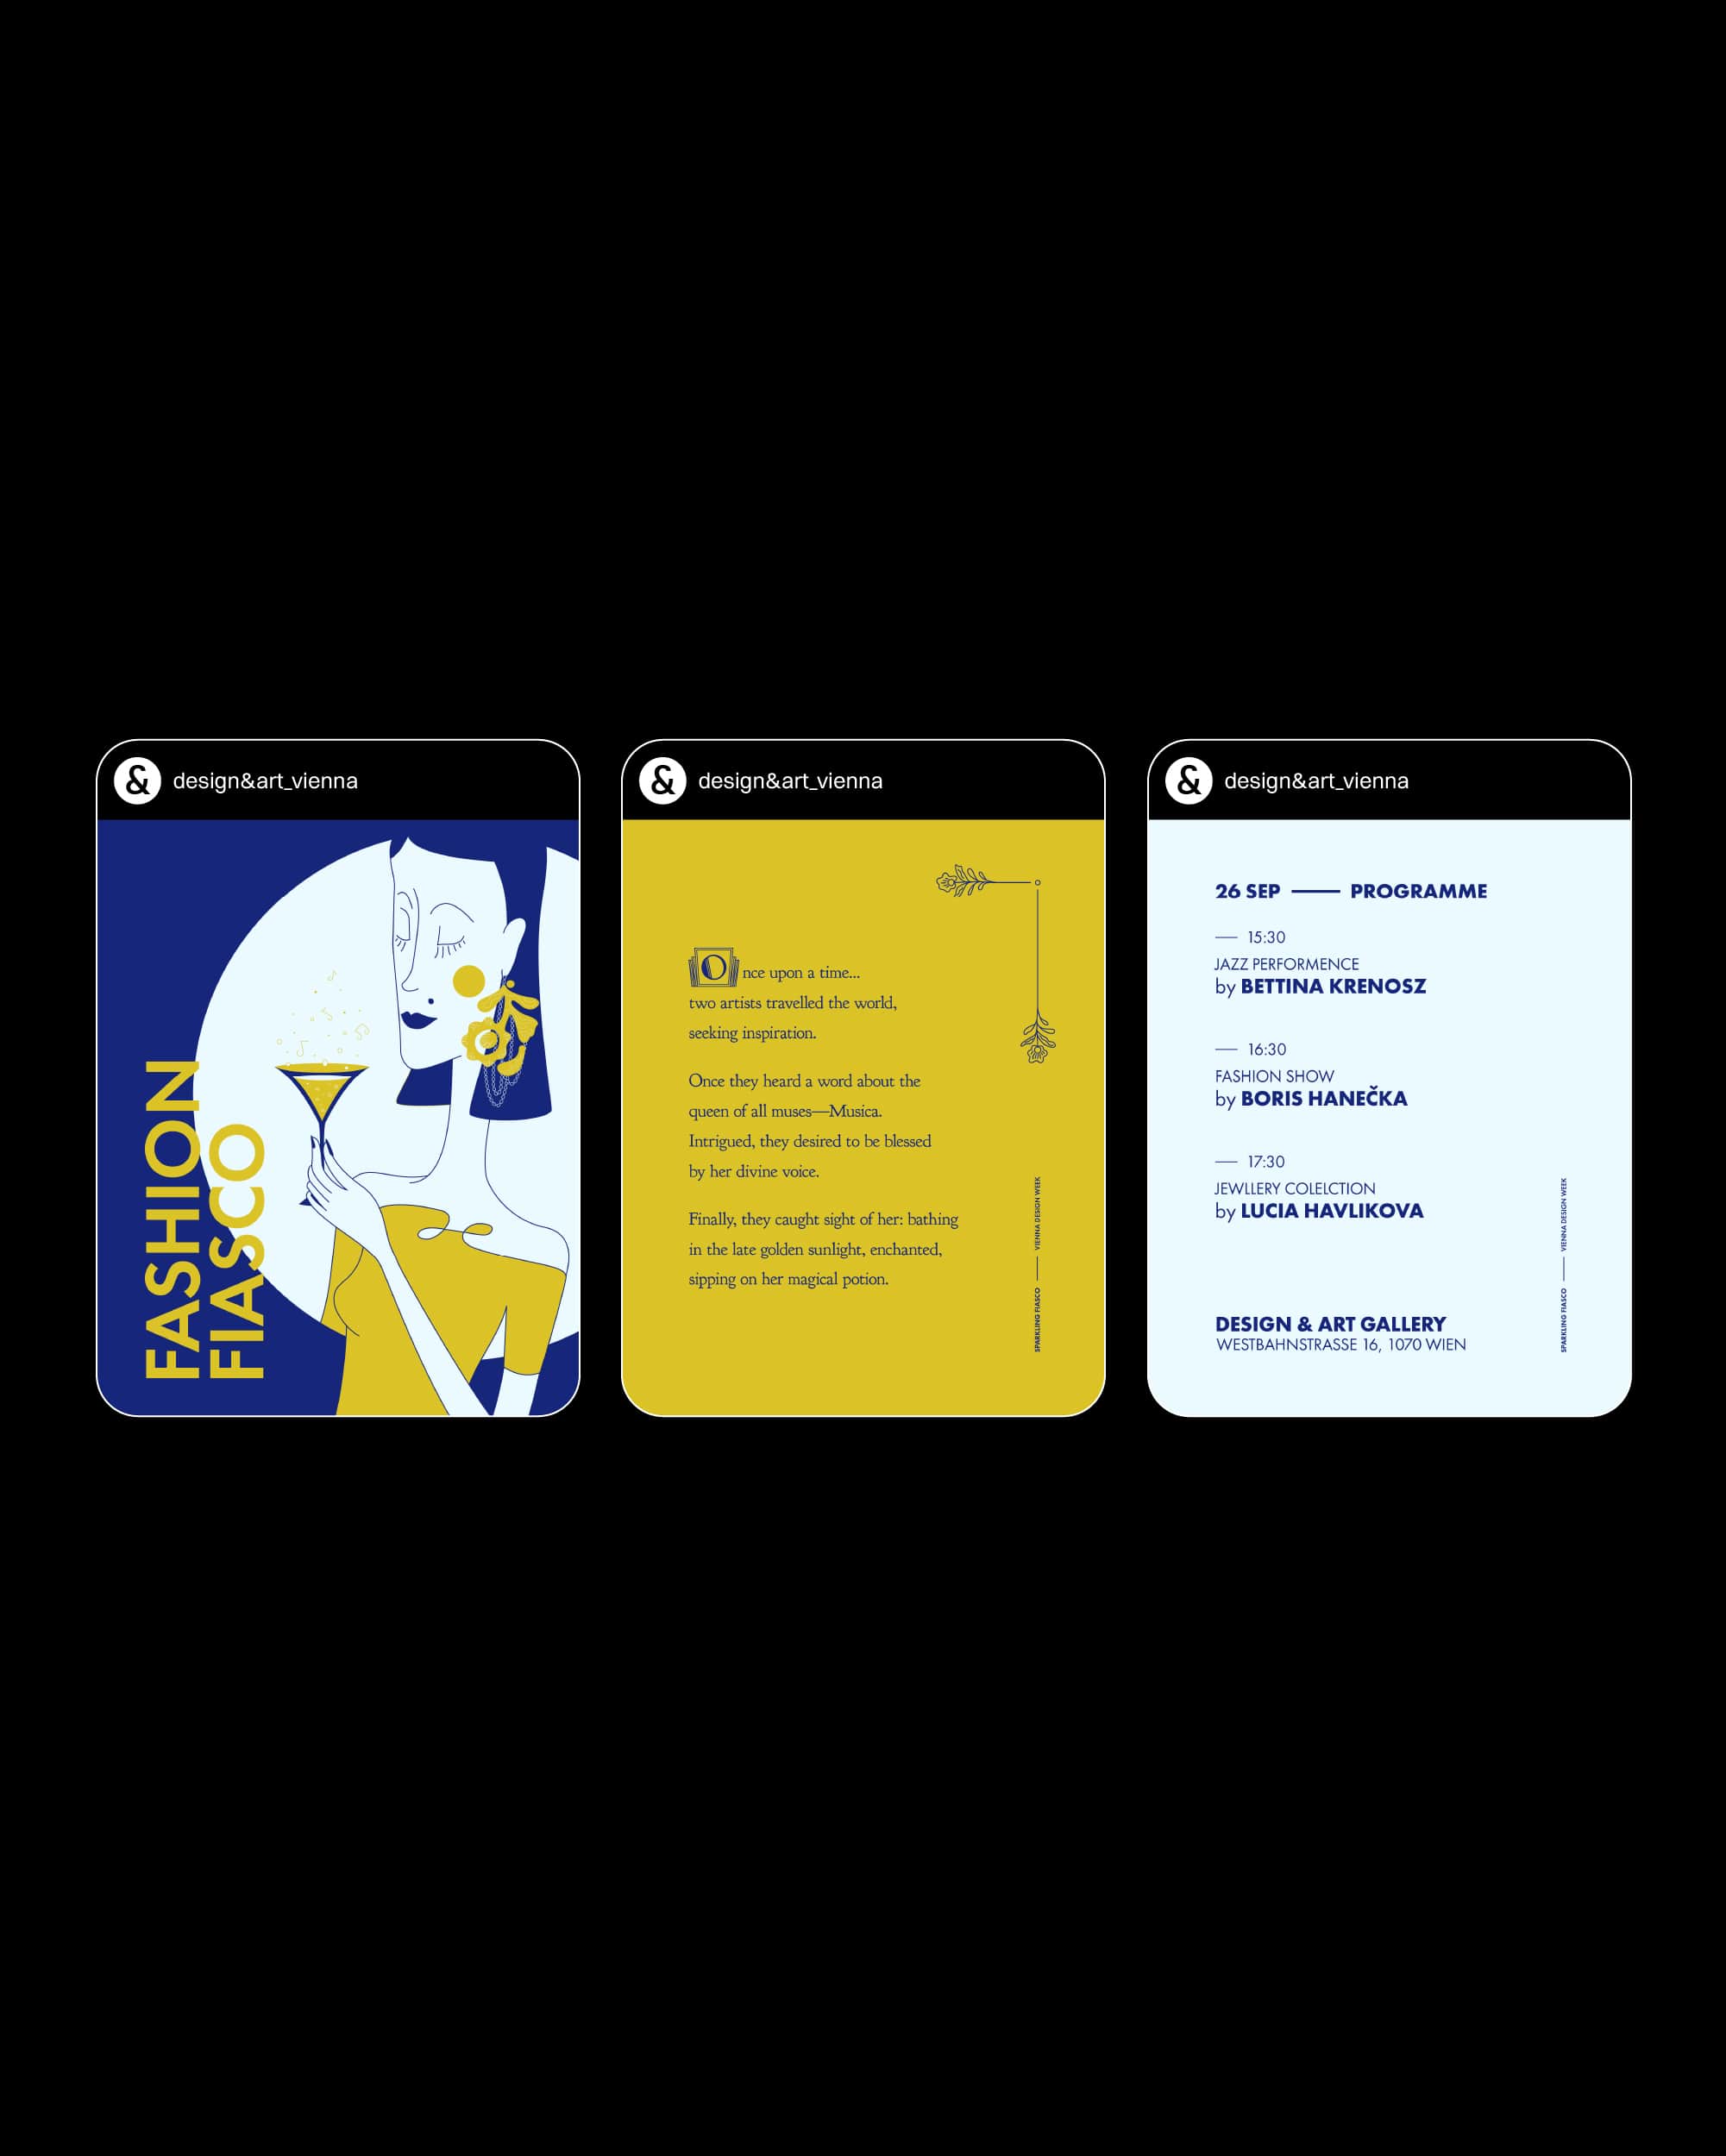 & design&art_vienna
FASHION
FIASCO
& design&art_vienna
Once upon a time...
two artists travelled the world,
seeking inspiration.
Once they heard a word about the
queen of all muses—Musica.
Intrigued, they desired to be blessed
by her divine voice.
Finally, they caught sight of her: bathing
in the late golden sunlight, enchanted,
sipping on her magical potion.
SPARKLING FIASCO — VIENNA DESIGN WEEK
& design&art_vienna
26 SEP — PROGRAMME
— 15:30
JAZZ PERFORMENCE
by BETTINA KRENOSZ
— 16:30
FASHION SHOW
by BORIS HANEČKA
— 17:30
JEWLLERY COLELCTION
by LUCIA HAVLIKOVA
DESIGN & ART GALLERY
WESTBAHNSTRASSE 16, 1070 WIEN
SPARKLING FIASCO — VIENNA DESIGN WEEK